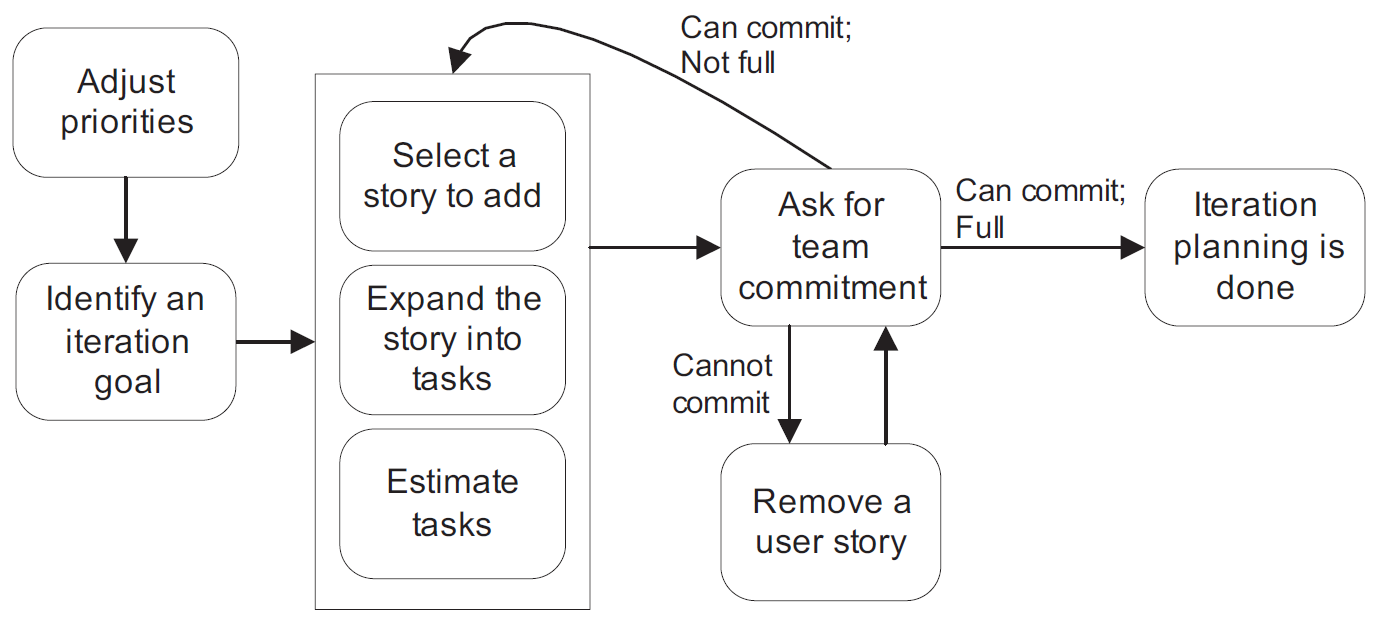 Adjust
priorities
Identify an
iteration
goal
Select a
story to add
Expand the
story into
tasks
Estimate
tasks
Can commit;
Not full
Ask for
team
commitment
Can commit;
Full
Iteration
planning is
done
Cannot
commit
Remove a
user story